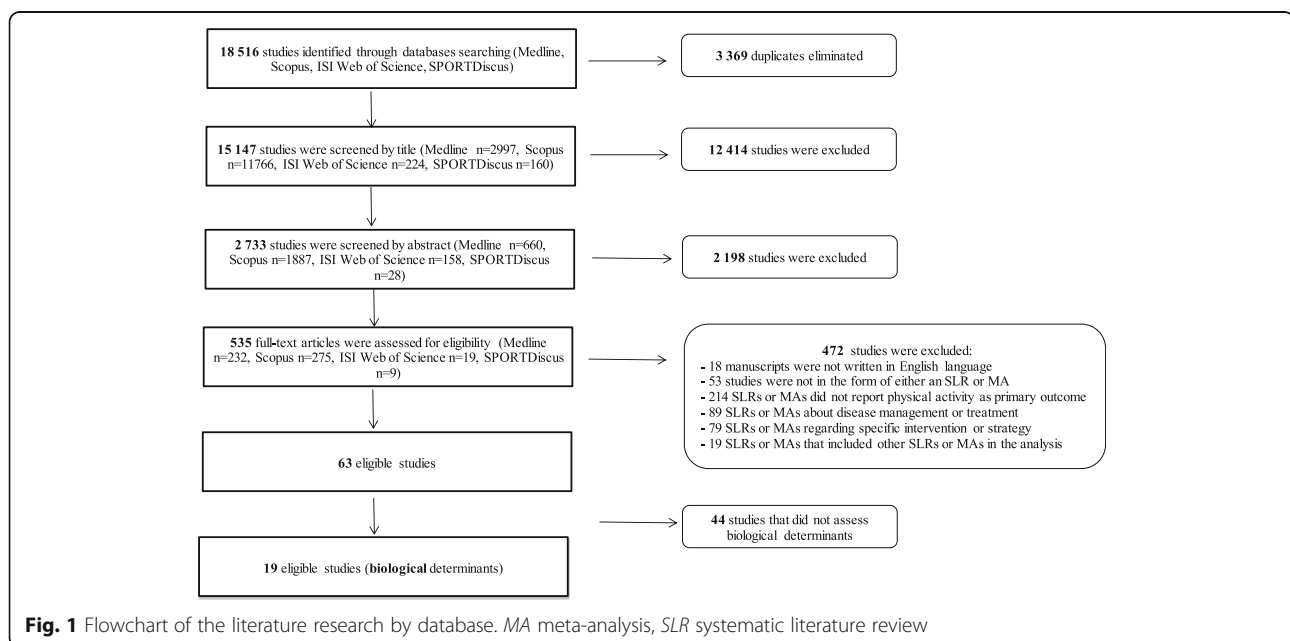 18 516 studies identified through databases searching (Medline,
Scopus, ISI Web of Science, SPORTDiscus)
3 369 duplicates eliminated
15 147 studies were screened by title (Medline n=2997, Scopus
n=11766, ISI Web of Science n=224, SPORTDiscus n=160)
12 414 studies were excluded
2 733 studies were screened by abstract (Medline n=660,
Scopus n=1887, ISI Web of Science n=158, SPORTDiscus
n=28)
2 198 studies were excluded
535 full-text articles were assessed for eligibility (Medline
n=232, Scopus n=275, ISI Web of Science n=19, SPORTDiscus
n=9)
472 studies were excluded:
- 18 manuscripts were not written in English language
- 53 studies were not in the form of either an SLR or MA
- 214 SLRs or MAs did not report physical activity as primary outcome
- 89 SLRs or MAs about disease management or treatment
- 79 SLRs or MAs regarding specific intervention or strategy
- 19 SLRs or MAs that included other SLRs or MAs in the analysis
63 eligible studies
44 studies that did not assess
biological determinants
19 eligible studies (biological determinants)
Fig. 1 Flowchart of the literature research by database. MA meta-analysis, SLR systematic literature review